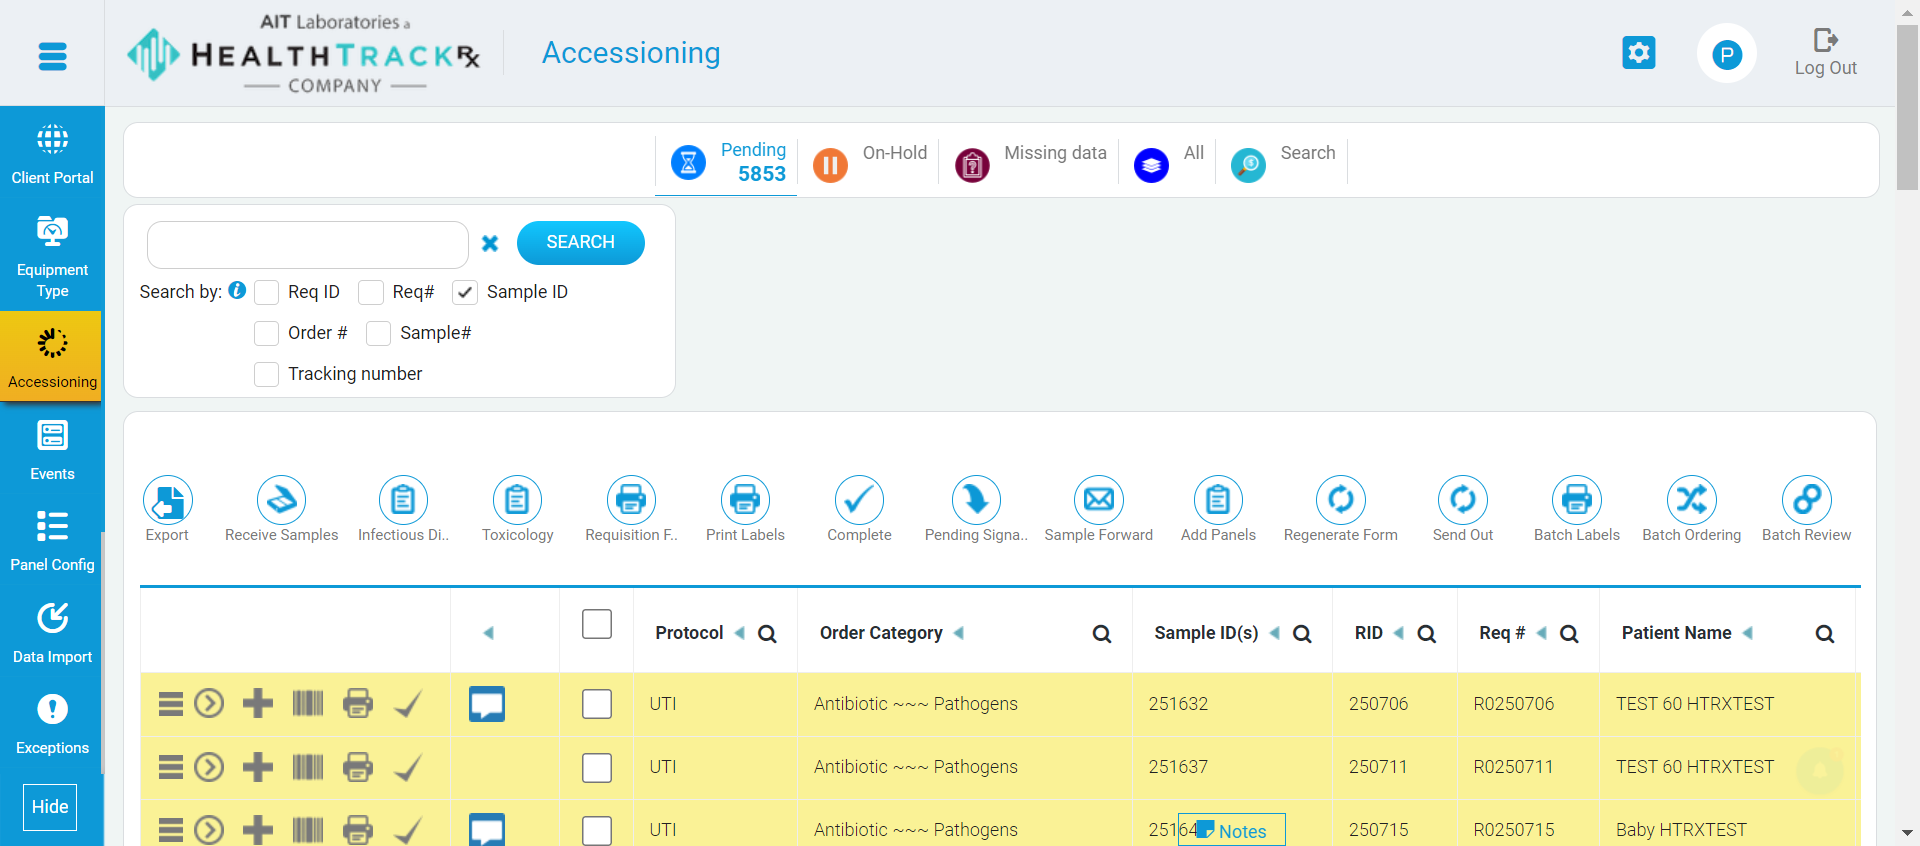 AIT Laboratories a
HEALTHTRACKRx
COMPANY
Accessioning
P
Log Out
Client Portal
Equipment
Type
Accessioning
Events
Panel Config
Data Import
Exceptions
Hide
Pending
5853
On-Hold
Missing data
All
Search
SEARCH
Search by: Req ID Req# Sample ID
Order # Sample#
Tracking number
Export Receive Samples Infectious Di.. Toxicology Requisition F.. Print Labels Complete Pending Signa.. Sample Forward Add Panels Regenerate Form Send Out Batch Labels Batch Ordering Batch Review
Protocol Order Category Sample ID(s) RID Req # Patient Name
UTI Antibiotic ~~~ Pathogens 251632 250706 R0250706 TEST 60 HTRXTEST
UTI Antibiotic ~~~ Pathogens 251637 250711 R0250711 TEST 60 HTRXTEST
UTI Antibiotic ~~~ Pathogens 250715 R0250715 Baby HTRXTEST
Notes